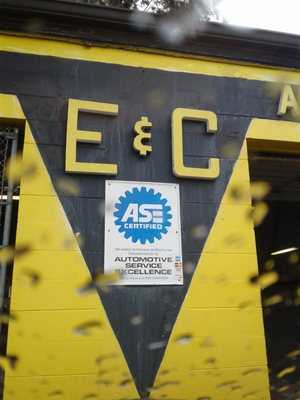 E & C A
ASE
CERTIFIED
AUTOMOTIVE
SERVICE
EXCELLENCE